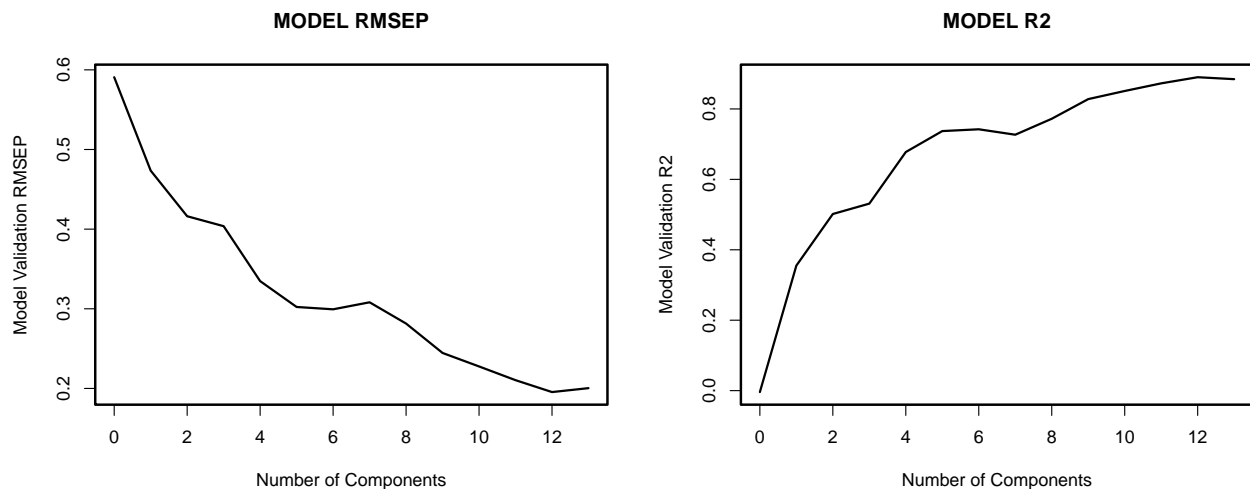 MODEL RMSEP
Model Validation RMSEP
0.6
0.5
0.4
0.3
0.2
0 2 4 6 8 10 12
Number of Components
MODEL R2
Model Validation R2
0.8
0.6
0.4
0.2
0.0
0 2 4 6 8 10 12
Number of Components